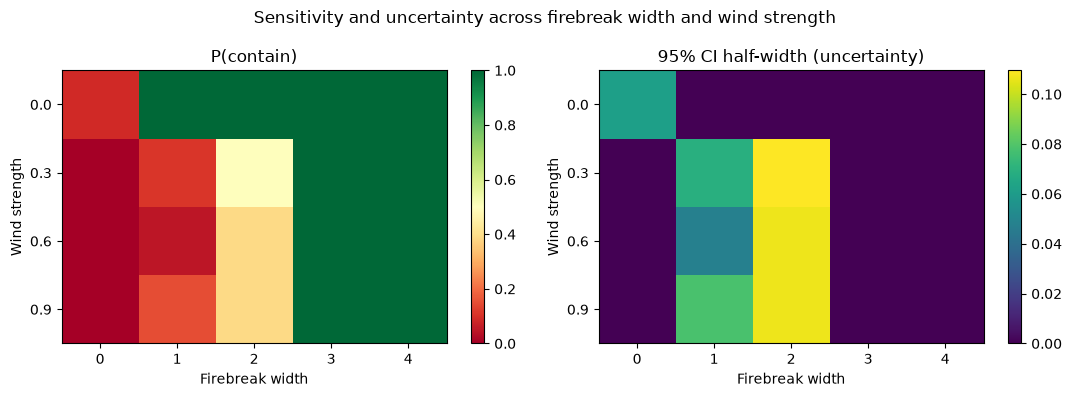 Sensitivity and uncertainty across firebreak width and wind strength
P(contain)
Wind strength
0.0
0.3
0.6
0.9
0 1 2 3 4
Firebreak width
1.0
0.8
0.6
0.4
0.2
0.0
95% CI half-width (uncertainty)
Wind strength
0.0
0.3
0.6
0.9
0 1 2 3 4
Firebreak width
0.10
0.08
0.06
0.04
0.02
0.00